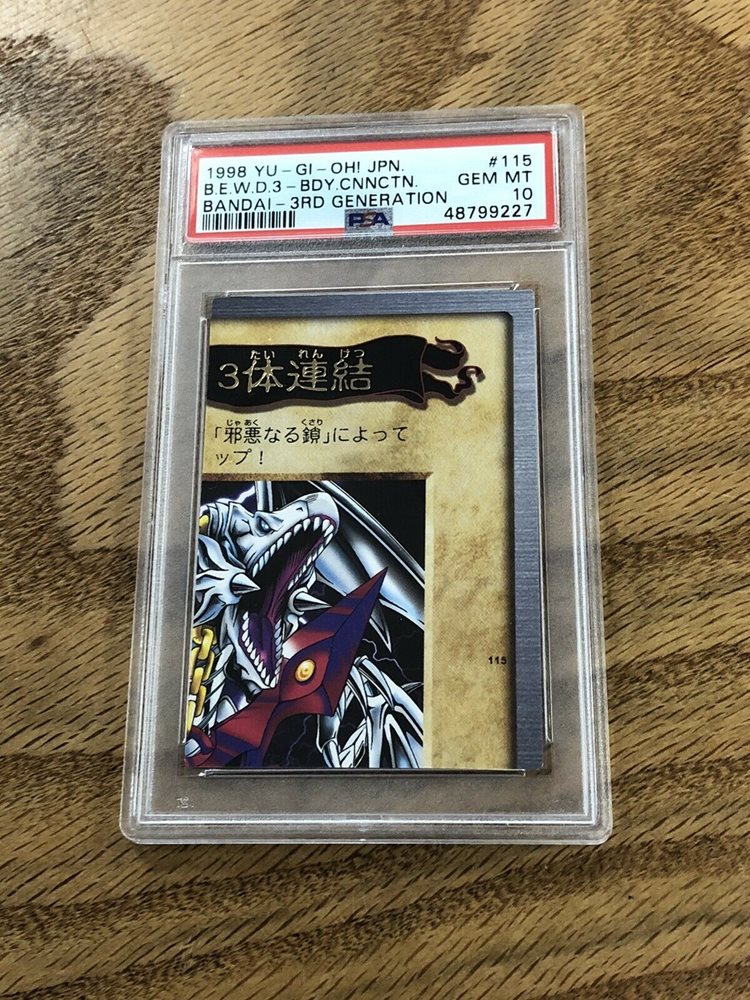 1998 YU-GI-OH! JPN. #115
B.E.W.D.3-BDY.CNNCTN. GEM MT
BANDAI-3RD GENERATION 10
PSA 48799227
たい れん けつ
3体連結
じゃあく くさり
「邪悪なる鎖」によって
ップ！
115